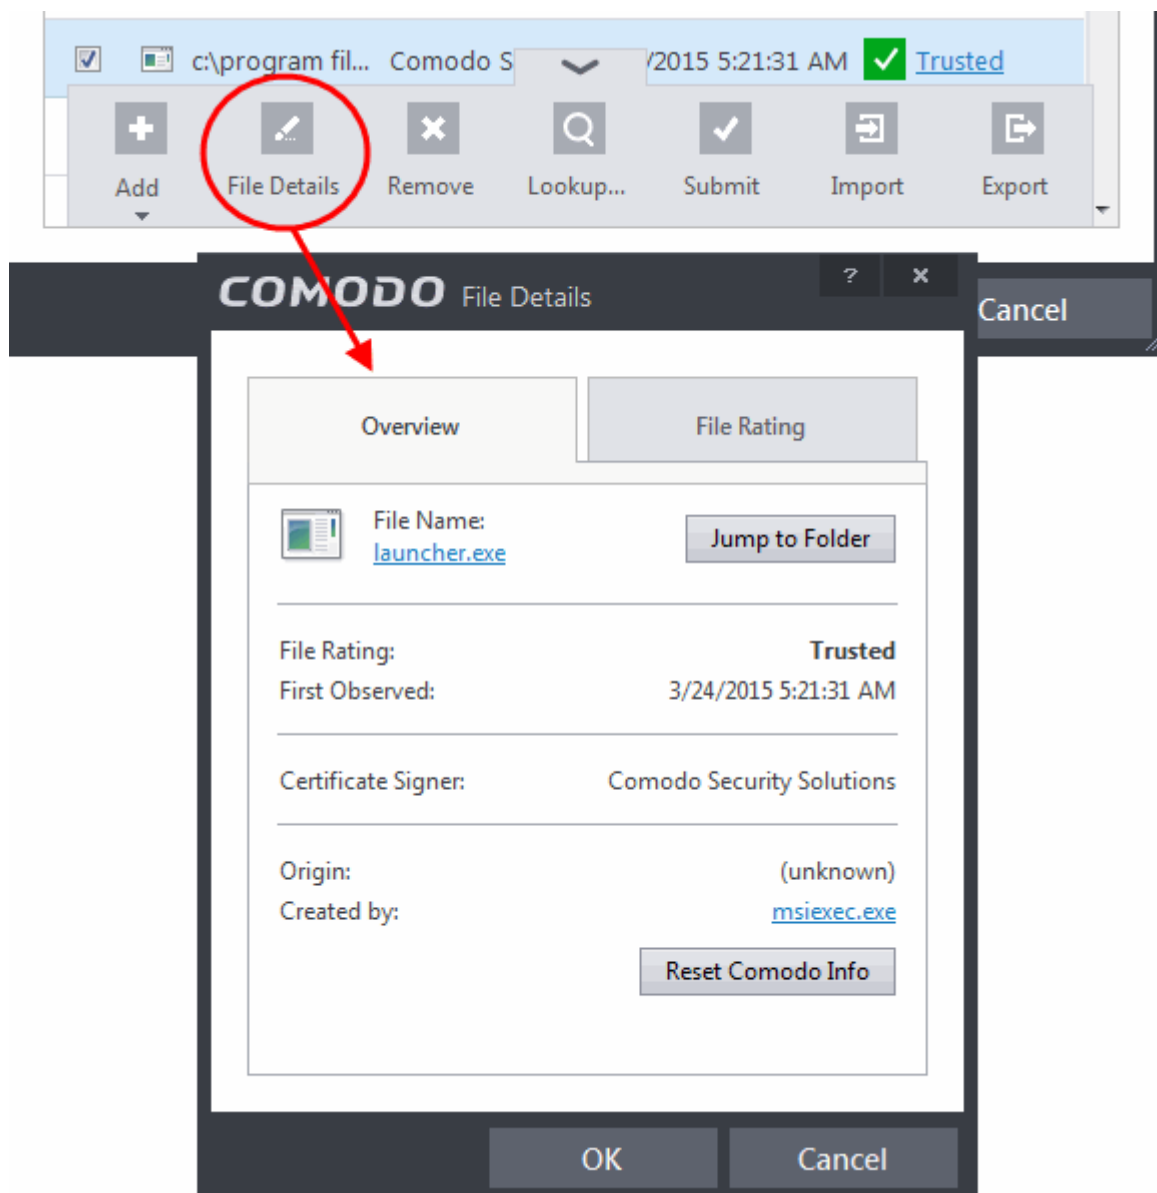 c:\program fil... Comodo S /2015 5:21:31 AM Trusted
Add File Details Remove Lookup... Submit Import Export
COMODO File Details ? x
Cancel
Overview File Rating
File Name:
launcher.exe Jump to Folder
File Rating: Trusted
First Observed: 3/24/2015 5:21:31 AM
Certificate Signer: Comodo Security Solutions
Origin: (unknown)
Created by: msiexec.exe
Reset Comodo Info
OK Cancel